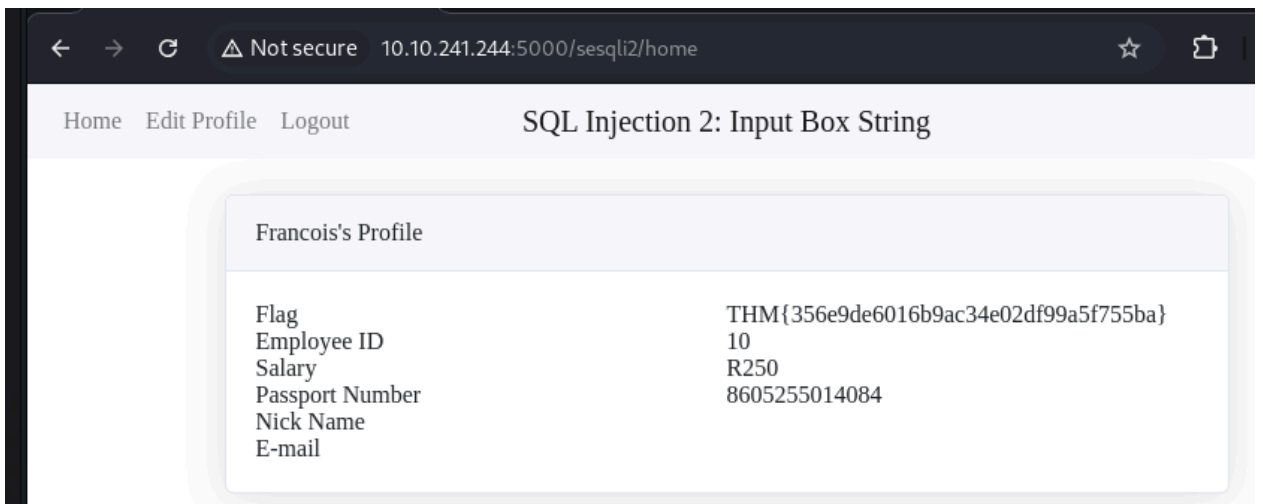 Not secure 10.10.241.244:5000/sesqli2/home
Home Edit Profile Logout SQL Injection 2: Input Box String
Francois's Profile
Flag THM{356e9de6016b9ac34e02df99a5f755ba}
Employee ID 10
Salary R250
Passport Number 8605255014084
Nick Name
E-mail